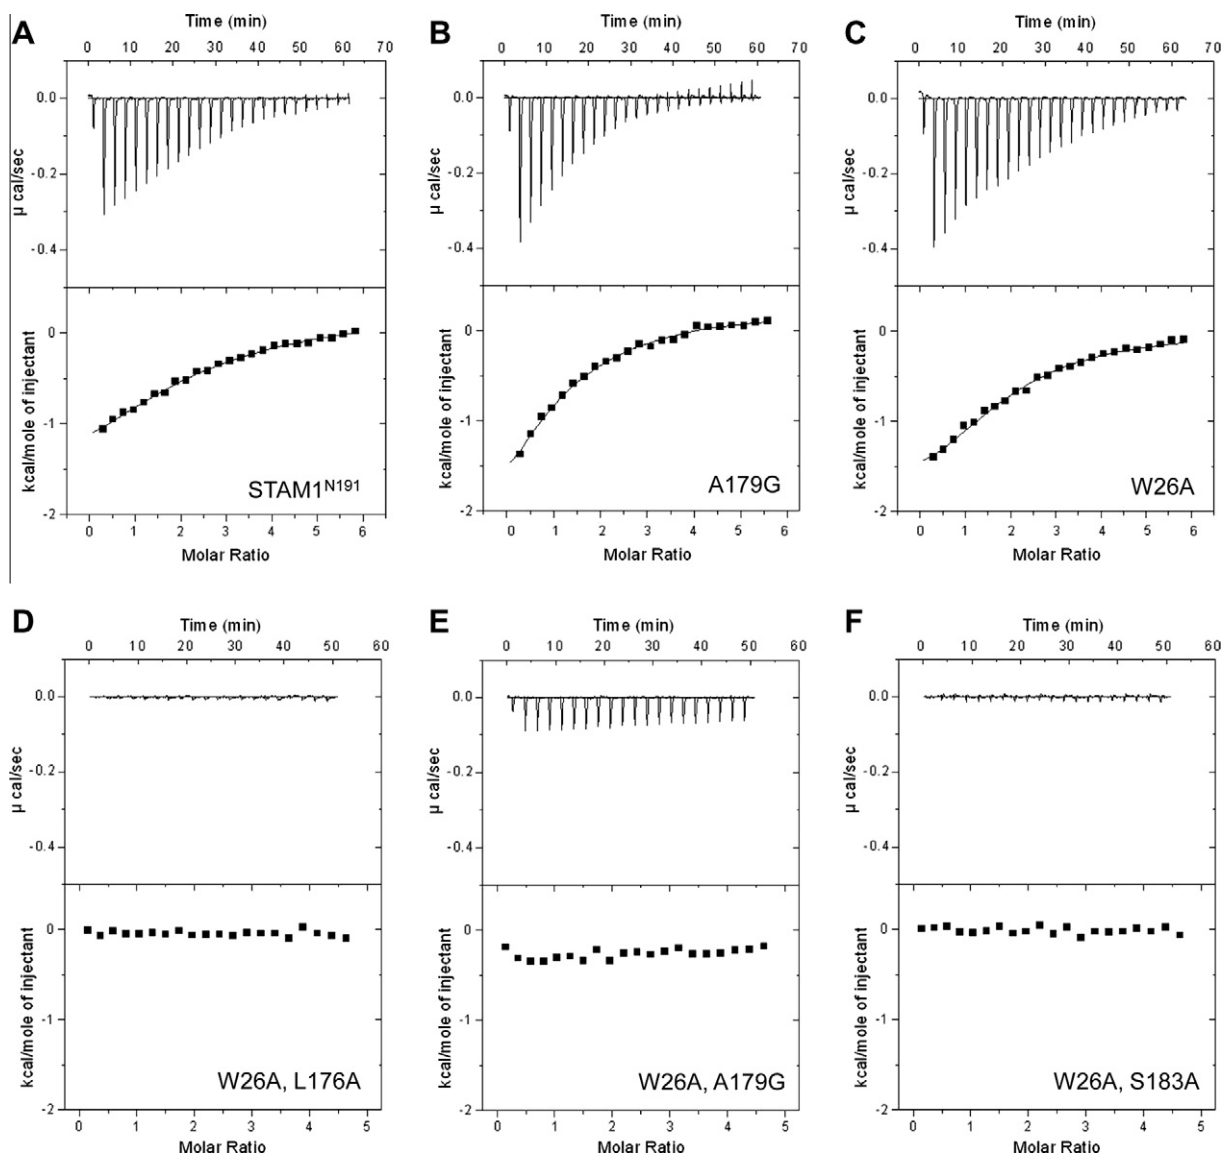 A
Time (min)
0 10 20 30 40 50 60 70
0.0
-0.2
-0.4
µ cal/sec
0
-1
-2
kcal/mole of injectant
STAM1N191
0 1 2 3 4 5 6
Molar Ratio
B
Time (min)
0 10 20 30 40 50 60 70
0.0
-0.2
-0.4
µ cal/sec
0
-1
-2
kcal/mole of injectant
A179G
0 1 2 3 4 5 6
Molar Ratio
C
Time (min)
0 10 20 30 40 50 60 70
0.0
-0.2
-0.4
µ cal/sec
0
-1
-2
kcal/mole of injectant
W26A
0 1 2 3 4 5 6
Molar Ratio
D
Time (min)
0 10 20 30 40 50 60
0.0
-0.2
-0.4
µ cal/sec
0
-1
-2
kcal/mole of injectant
W26A, L176A
0 1 2 3 4 5
Molar Ratio
E
Time (min)
0 10 20 30 40 50 60
0.0
-0.2
-0.4
µ cal/sec
0
-1
-2
kcal/mole of injectant
W26A, A179G
0 1 2 3 4 5
Molar Ratio
F
Time (min)
0 10 20 30 40 50 60
0.0
-0.2
-0.4
µ cal/sec
0
-1
-2
kcal/mole of injectant
W26A, S183A
0 1 2 3 4 5
Molar Ratio